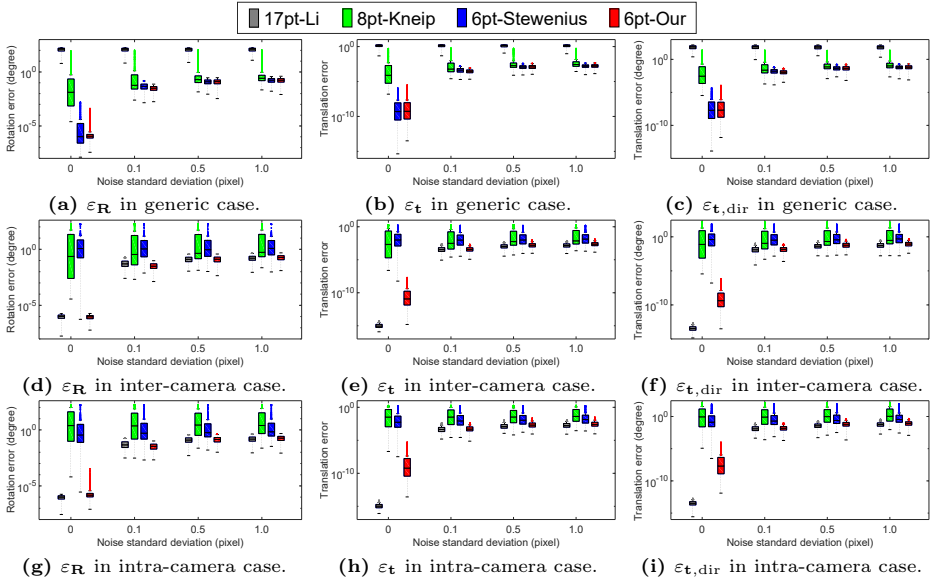 17pt-Li 8pt-Kneip 6pt-Stewenius 6pt-Our
Rotation error (degree)
10^0
10^-5
0 0.1 0.5 1.0
Noise standard deviation (pixel)
(a) ε_R in generic case.
Translation error
10^0
10^-10
0 0.1 0.5 1.0
Noise standard deviation (pixel)
(b) ε_t in generic case.
Translation error
10^0
10^-10
0 0.1 0.5 1.0
Noise standard deviation (pixel)
(c) ε_t,dir in generic case.
Rotation error (degree)
10^0
10^-5
0 0.1 0.5 1.0
Noise standard deviation (pixel)
(d) ε_R in inter-camera case.
Translation error
10^0
10^-10
0 0.1 0.5 1.0
Noise standard deviation (pixel)
(e) ε_t in inter-camera case.
Translation error
10^0
10^-10
0 0.1 0.5 1.0
Noise standard deviation (pixel)
(f) ε_t,dir in inter-camera case.
Rotation error (degree)
10^0
10^-5
0 0.1 0.5 1.0
Noise standard deviation (pixel)
(g) ε_R in intra-camera case.
Translation error
10^0
10^-10
0 0.1 0.5 1.0
Noise standard deviation (pixel)
(h) ε_t in intra-camera case.
Translation error
10^0
10^-10
0 0.1 0.5 1.0
Noise standard deviation (pixel)
(i) ε_t,dir in intra-camera case.